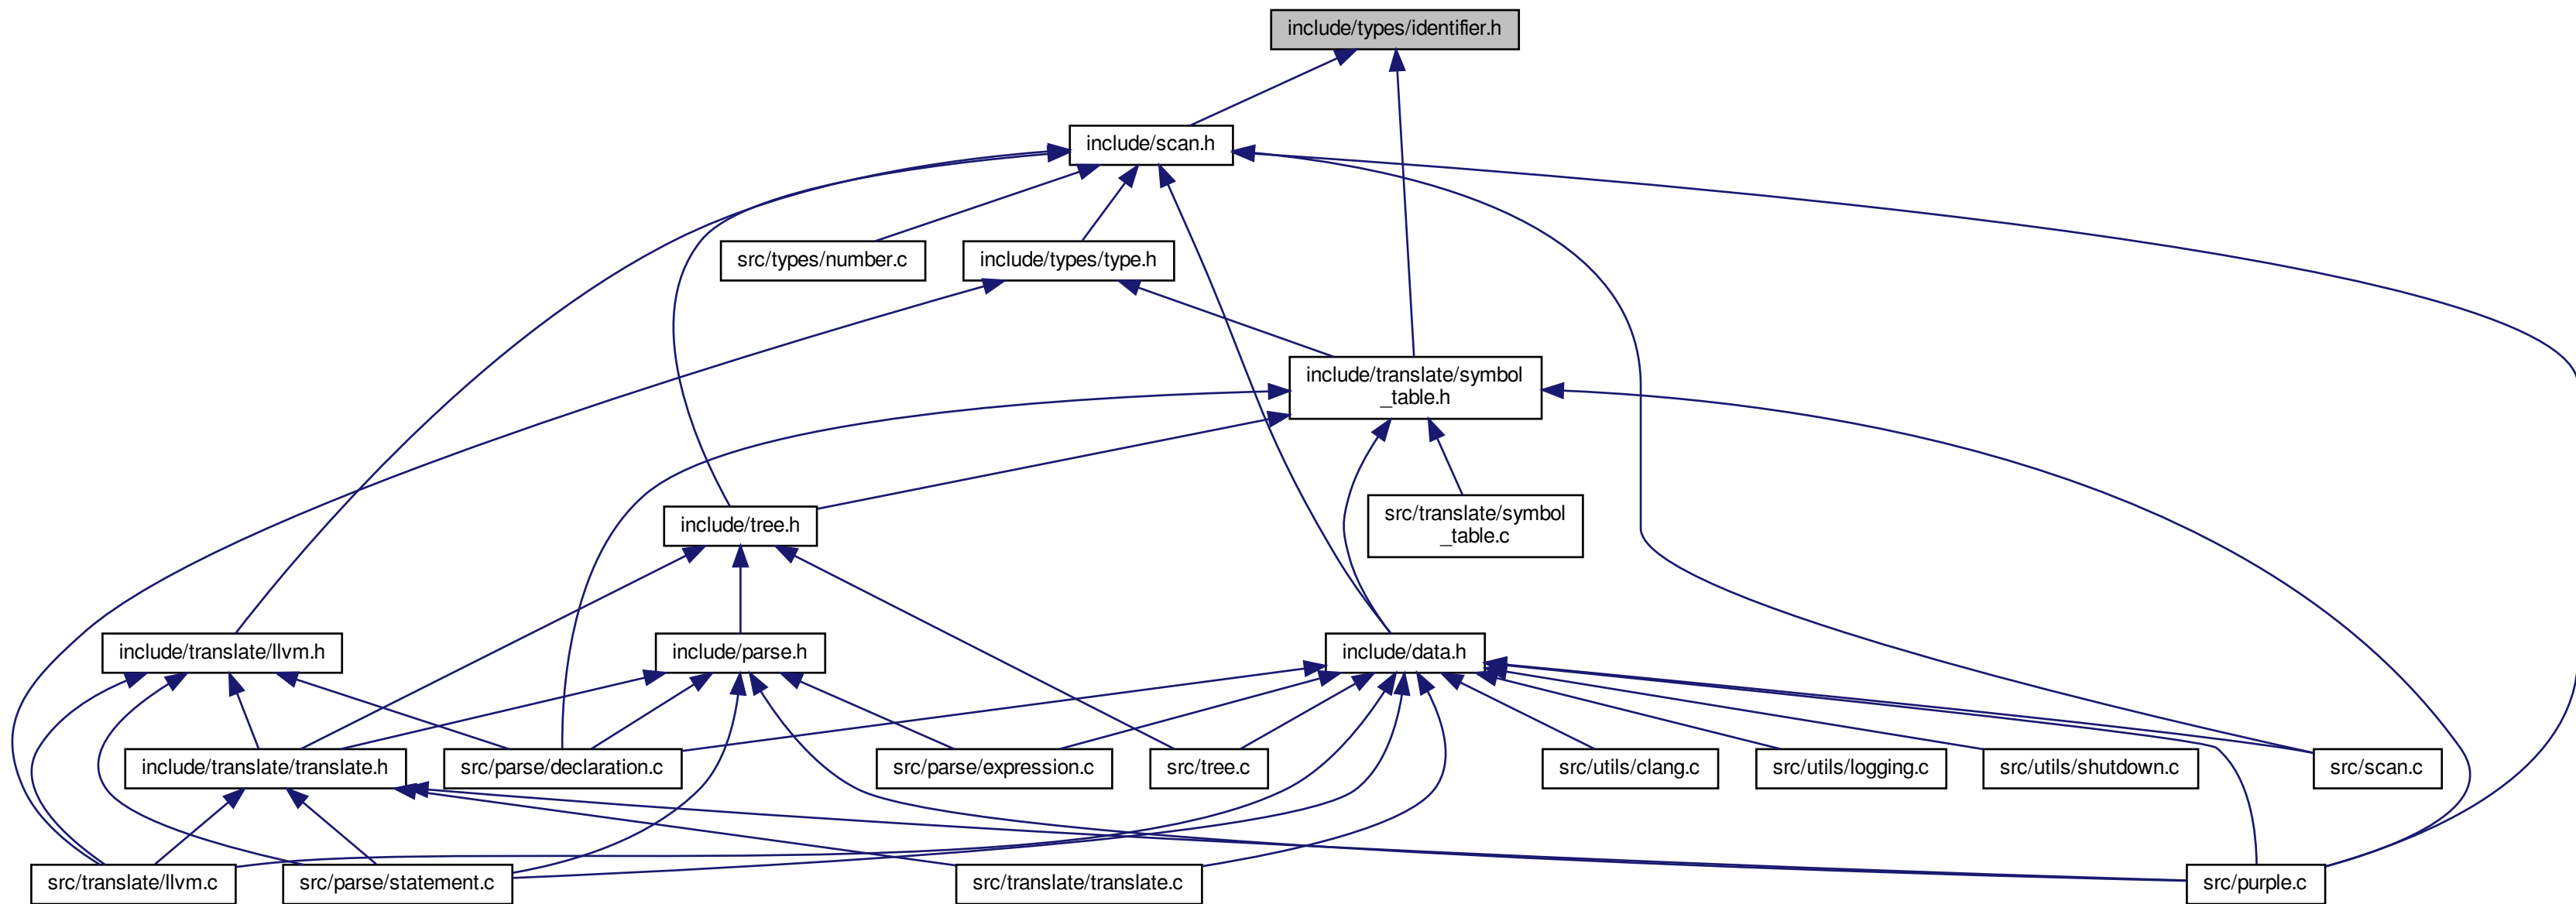 include/types/identifier.h
include/scan.h
src/types/number.c
include/types/type.h
include/translate/symbol
_table.h
src/translate/symbol
_table.c
include/tree.h
include/translate/llvm.h
include/parse.h
include/data.h
include/translate/translate.h
src/parse/declaration.c
src/parse/expression.c
src/tree.c
src/utils/clang.c
src/utils/logging.c
src/utils/shutdown.c
src/scan.c
src/translate/llvm.c
src/parse/statement.c
src/translate/translate.c
src/purple.c